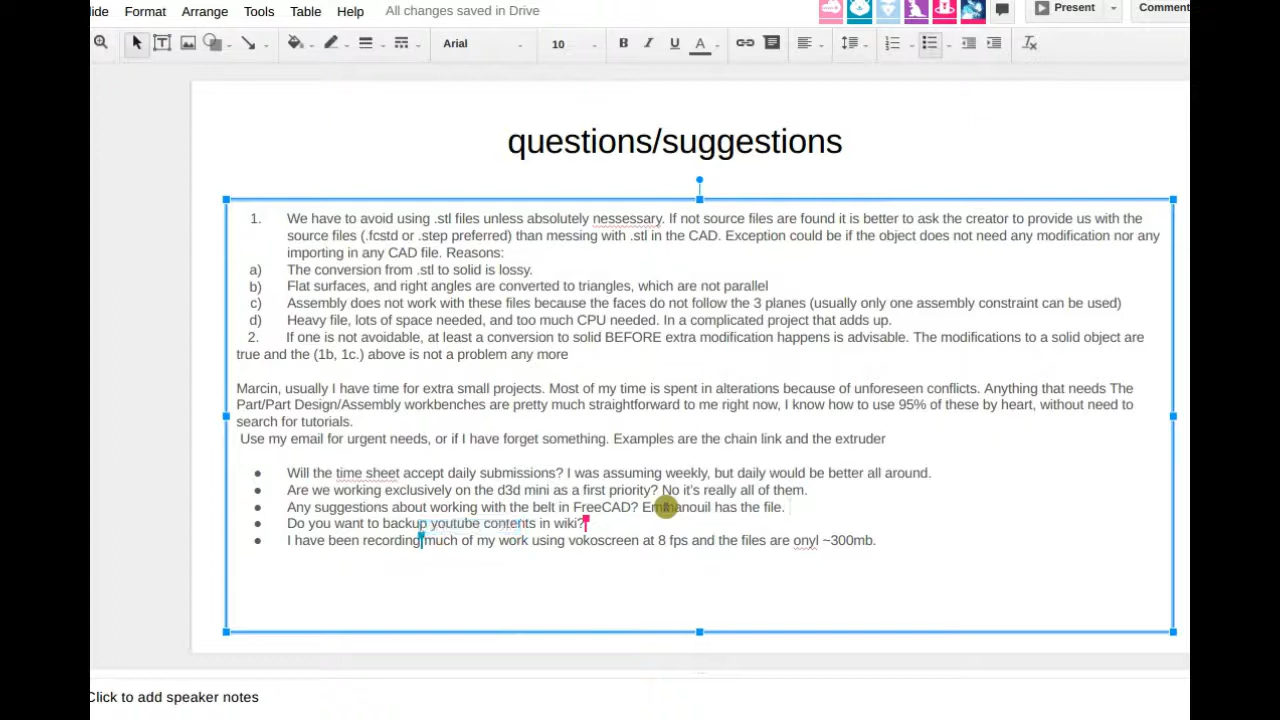 lide Format Arrange Tools Table Help All changes saved in Drive Present Comment
Arial 10 B I U A
questions/suggestions
1. We have to avoid using .stl files unless absolutely nessessary. If not source files are found it is better to ask the creator to provide us with the
source files (.fcstd or .step preferred) than messing with .stl in the CAD. Exception could be if the object does not need any modification nor any
importing in any CAD file. Reasons:
a) The conversion from .stl to solid is lossy.
b) Flat surfaces, and right angles are converted to triangles, which are not parallel
c) Assembly does not work with these files because the faces do not follow the 3 planes (usually only one assembly constraint can be used)
d) Heavy file, lots of space needed, and too much CPU needed. In a complicated project that adds up.
2. If one is not avoidable, at least a conversion to solid BEFORE extra modification happens is advisable. The modifications to a solid object are
true and the (1b, 1c.) above is not a problem any more
Marcin, usually I have time for extra small projects. Most of my time is spent in alterations because of unforeseen conflicts. Anything that needs The
Part/Part Design/Assembly workbenches are pretty much straightforward to me right now, I know how to use 95% of these by heart, without need to
search for tutorials.
Use my email for urgent needs, or if I have forget something. Examples are the chain link and the extruder
● Will the time sheet accept daily submissions? I was assuming weekly, but daily would be better all around.
● Are we working exclusively on the d3d mini as a first priority? No it's really all of them.
● Any suggestions about working with the belt in FreeCAD? Emmanouil has the file.
● Do you want to backup youtube contents in wiki?
● I have been recording much of my work using vokoscreen at 8 fps and the files are onyl ~300mb.
Click to add speaker notes